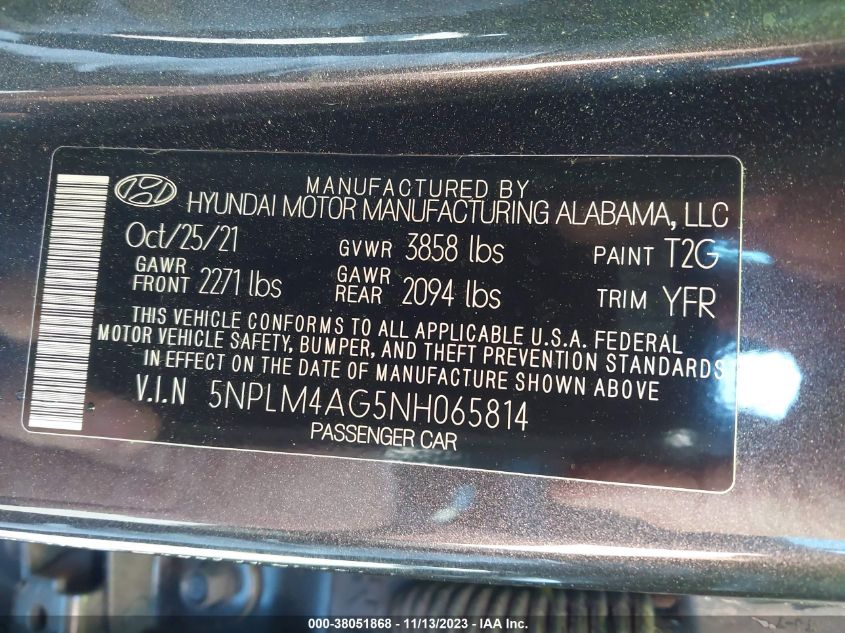 MANUFACTURED BY
HYUNDAI MOTOR MANUFACTURING ALABAMA, LLC
Oct/25/21 GVWR 3858 lbs PAINT T2G
GAWR FRONT 2271 lbs GAWR REAR 2094 lbs TRIM YFR
THIS VEHICLE CONFORMS TO ALL APPLICABLE U.S.A. FEDERAL
MOTOR VEHICLE SAFETY, BUMPER, AND THEFT PREVENTION STANDARDS
IN EFFECT ON THE DATE OF MANUFACTURE SHOWN ABOVE
V.I.N 5NPLM4AG5NH065814
PASSENGER CAR
000-38051868 - 11/13/2023 - © IAA Inc.